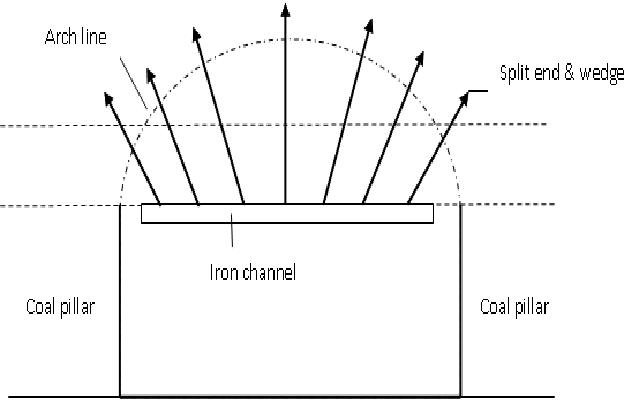 Arch line
Split end & wedge
Iron channel
Coal pillar
Coal pillar